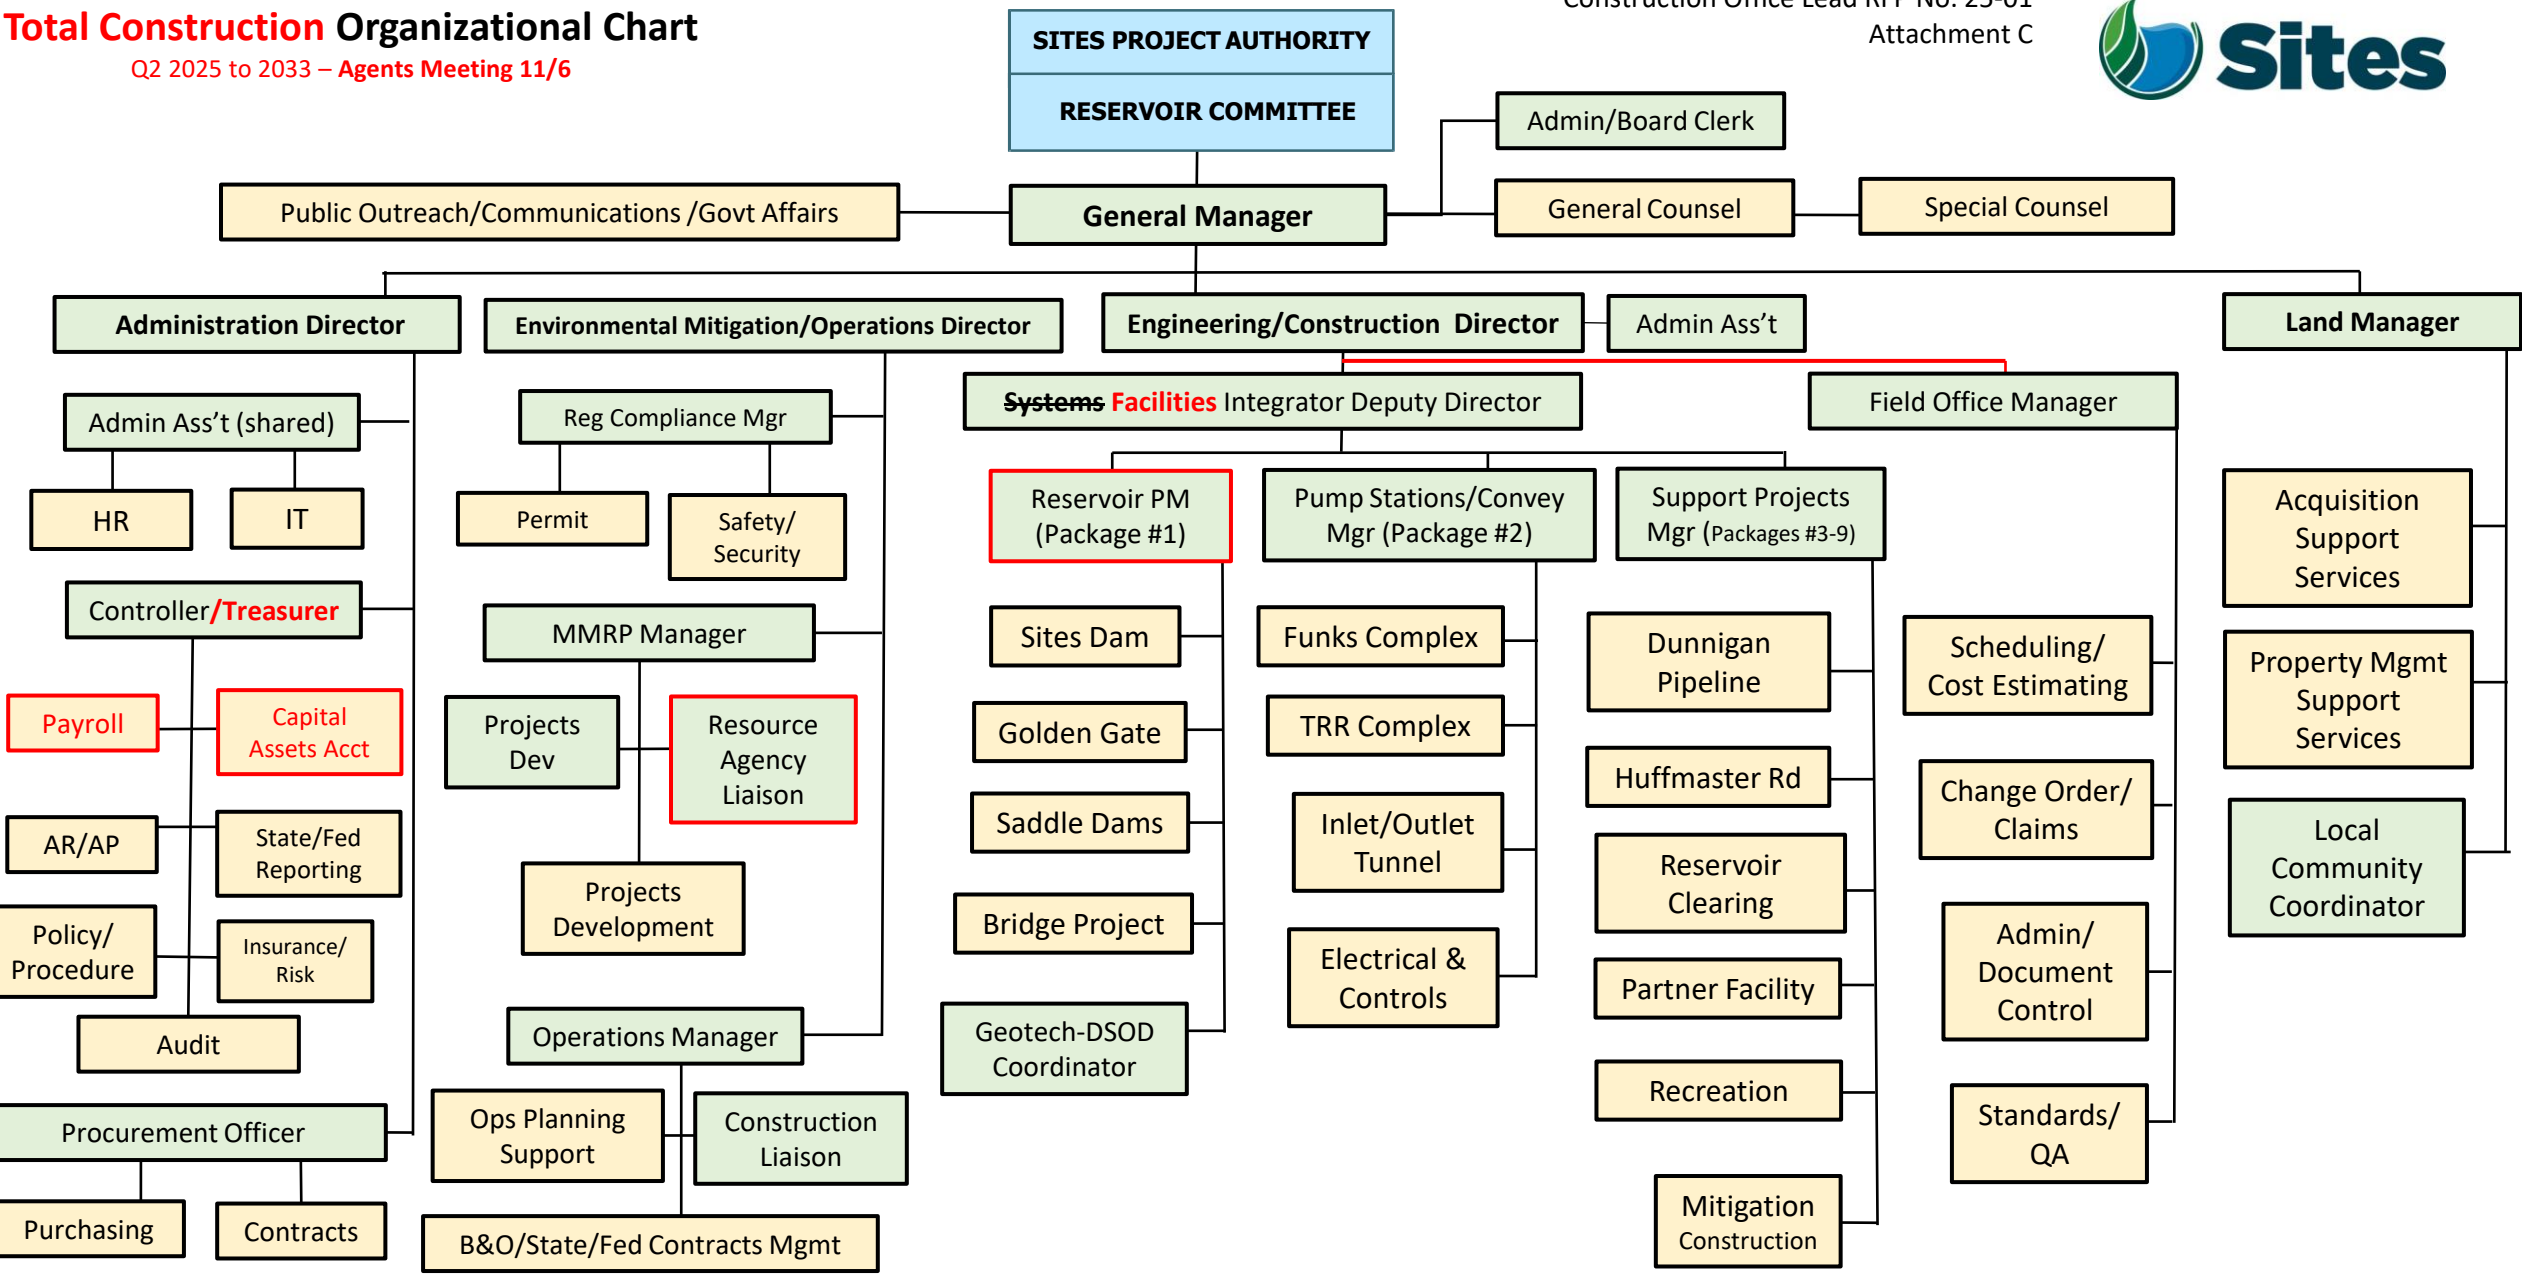 Total Construction Organizational Chart
Q2 2025 to 2033 – Agents Meeting 11/6
Construction Office Lead RFP No. 25-01
Attachment C
Sites
SITES PROJECT AUTHORITY
RESERVOIR COMMITTEE
Admin/Board Clerk
Public Outreach/Communications /Govt Affairs
General Manager
General Counsel
Special Counsel
Administration Director
Environmental Mitigation/Operations Director
Engineering/Construction Director
Admin Ass't
Land Manager
Admin Ass't (shared)
HR
IT
Controller/Treasurer
Payroll
Capital
Assets Acct
AR/AP
State/Fed
Reporting
Policy/
Procedure
Insurance/
Risk
Audit
Procurement Officer
Purchasing
Contracts
Reg Compliance Mgr
Permit
Safety/
Security
MMRP Manager
Projects
Dev
Resource
Agency
Liaison
Projects
Development
Operations Manager
Ops Planning
Support
Construction
Liaison
B&O/State/Fed Contracts Mgmt
Systems Facilities Integrator Deputy Director
Reservoir PM
(Package #1)
Sites Dam
Golden Gate
Saddle Dams
Bridge Project
Geotech-DSOD
Coordinator
Pump Stations/Convey
Mgr (Package #2)
Funks Complex
TRR Complex
Inlet/Outlet
Tunnel
Electrical &
Controls
Support Projects
Mgr (Packages #3-9)
Dunnigan
Pipeline
Huffmaster Rd
Reservoir
Clearing
Partner Facility
Recreation
Mitigation
Construction
Field Office Manager
Scheduling/
Cost Estimating
Change Order/
Claims
Admin/
Document
Control
Standards/
QA
Acquisition
Support
Services
Property Mgmt
Support
Services
Local
Community
Coordinator